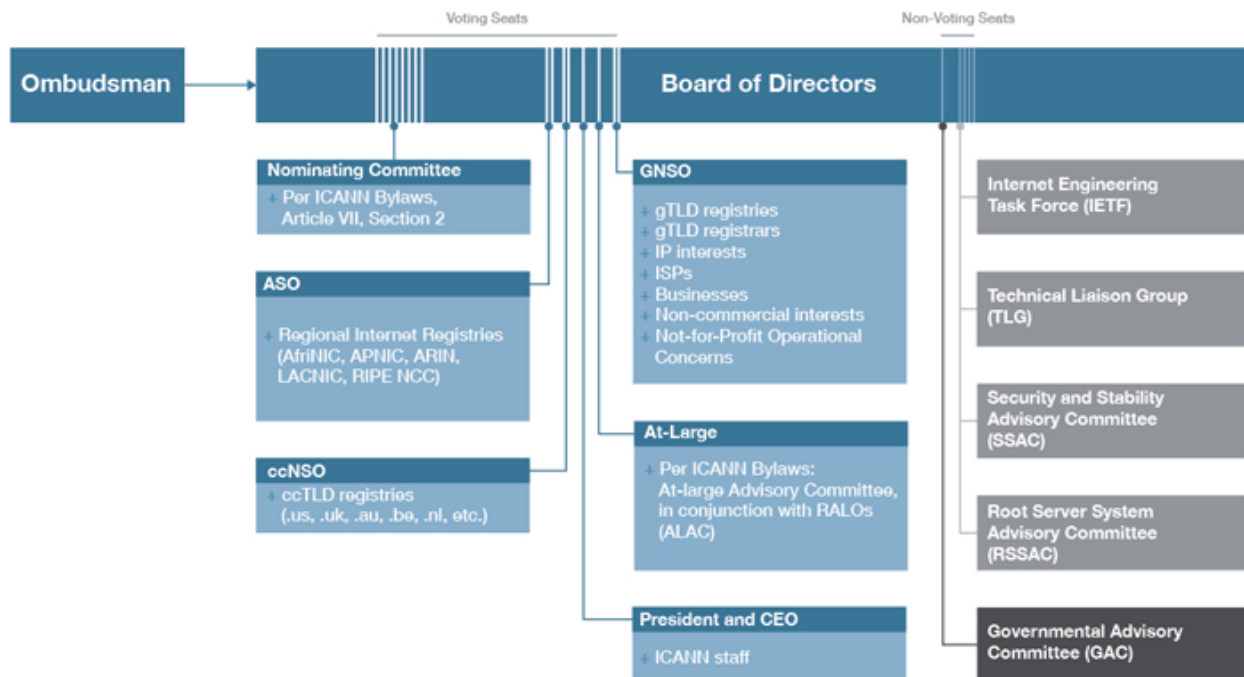 Voting Seats
Non-Voting Seats
Ombudsman
Board of Directors
Nominating Committee
+ Per ICANN Bylaws,
Article VII, Section 2
ASO
+ Regional Internet Registries
(AfriNIC, APNIC, ARIN,
LACNIC, RIPE NCC)
ccNSO
+ ccTLD registries
(.us, .uk, .au, .be, .nl, etc.)
GNSO
+ gTLD registries
+ gTLD registrars
+ IP interests
+ ISPs
+ Businesses
+ Non-commercial interests
+ Not-for-Profit Operational
Concerns
At-Large
+ Per ICANN Bylaws:
At-large Advisory Committee,
in conjunction with RALOs
(ALAC)
President and CEO
+ ICANN staff
Internet Engineering
Task Force (IETF)
Technical Liaison Group
(TLG)
Security and Stability
Advisory Committee
(SSAC)
Root Server System
Advisory Committee
(RSSAC)
Governmental Advisory
Committee (GAC)